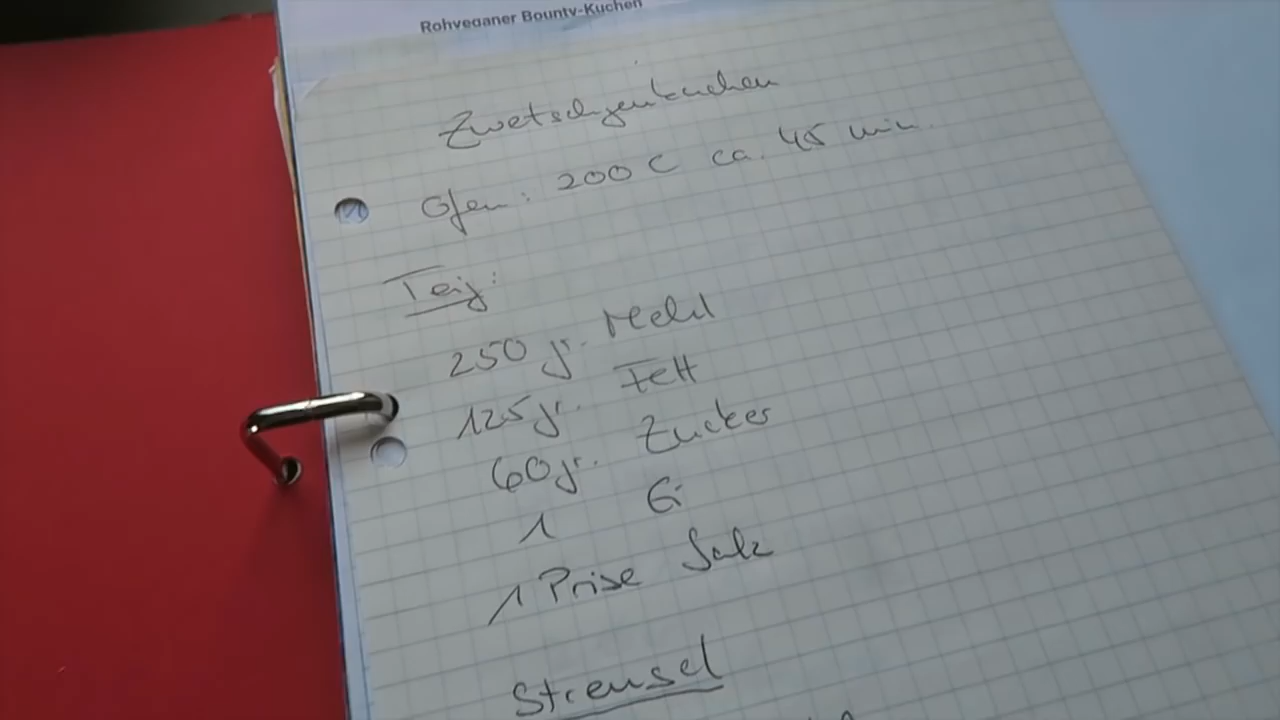 Rohveganer Bounty-Kuchen
Zwetschgenkuchen
Ofen: 200 C ca. 45 min.
Teig:
250 gr. Mehl
125 gr. Fett
60 gr. Zucker
1 Ei
1 Prise Salz
Streusel